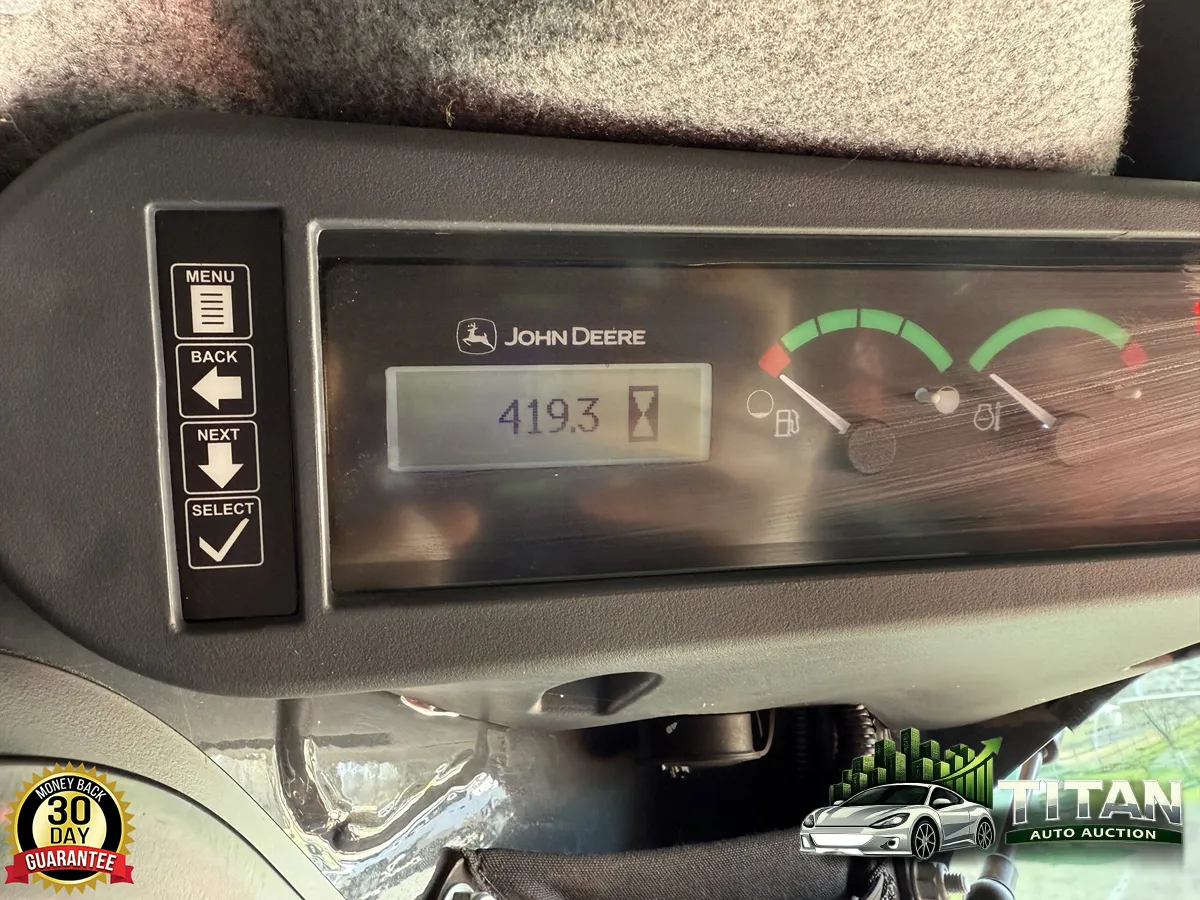 MENU
BACK
NEXT
SELECT
JOHN DEERE
419.3
MONEY BACK
30
DAY
GUARANTEE
TITAN
AUTO AUCTION